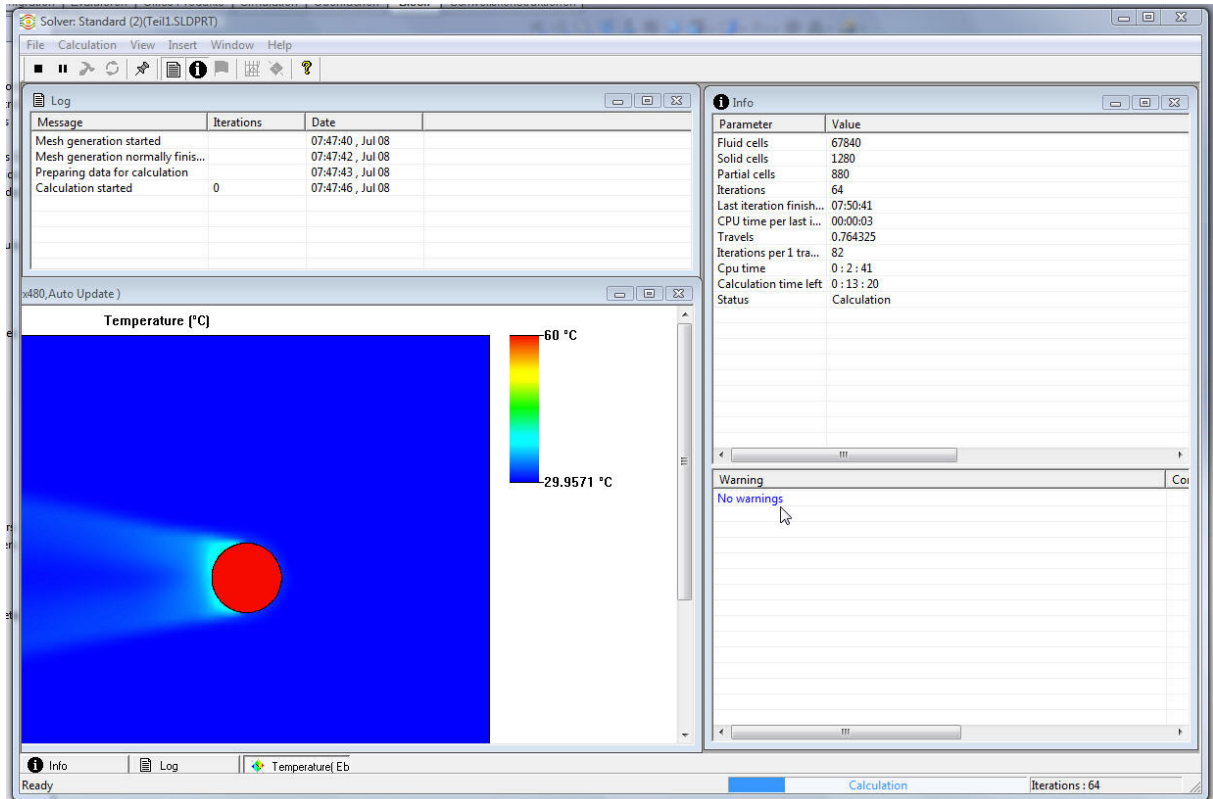 Solver: Standard (2)(Teil1.SLDPRT)
File Calculation View Insert Window Help
Log
Message Iterations Date
Mesh generation started 07:47:40 , Jul 08
Mesh generation normally finis... 07:47:42 , Jul 08
Preparing data for calculation 07:47:43 , Jul 08
Calculation started 0 07:47:46 , Jul 08
x480,Auto Update )
Temperature (°C)
60 °C
29.9571 °C
Info
Parameter Value
Fluid cells 67840
Solid cells 1280
Partial cells 880
Iterations 64
Last iteration finish... 07:50:41
CPU time per last i... 00:00:03
Travels 0.764325
Iterations per 1 tra... 82
Cpu time 0 : 2 : 41
Calculation time left 0 : 13 : 20
Status Calculation
Warning Co
No warnings
Info Log Temperature( Eb
Ready Calculation Iterations : 64